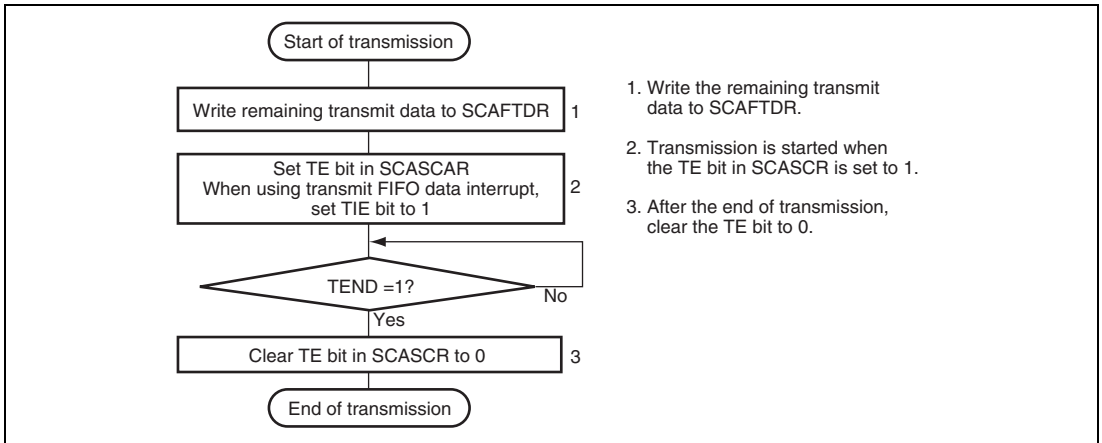 Start of transmission
Write remaining transmit data to SCAFTDR
1
Set TE bit in SCASCAR
When using transmit FIFO data interrupt,
set TIE bit to 1
2
TEND =1?
No
Yes
Clear TE bit in SCASCR to 0
3
End of transmission
1. Write the remaining transmit
data to SCAFTDR.
2. Transmission is started when
the TE bit in SCASCR is set to 1.
3. After the end of transmission,
clear the TE bit to 0.